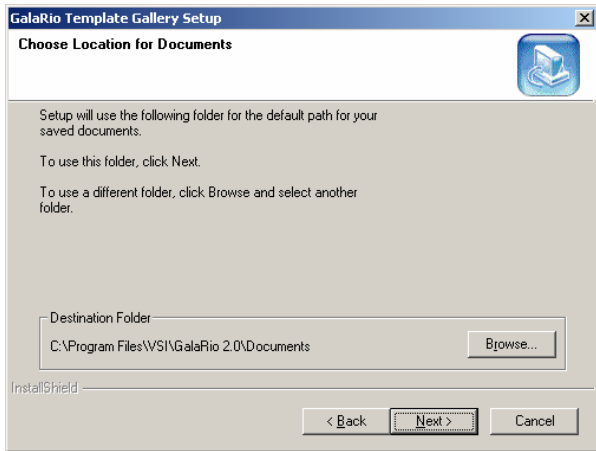 GalaRio Template Gallery Setup
Choose Location for Documents
Setup will use the following folder for the default path for your
saved documents.
To use this folder, click Next.
To use a different folder, click Browse and select another
folder.
Destination Folder
C:\Program Files\VSI\GalaRio 2.0\Documents
Browse...
InstallShield
< Back
Next >
Cancel